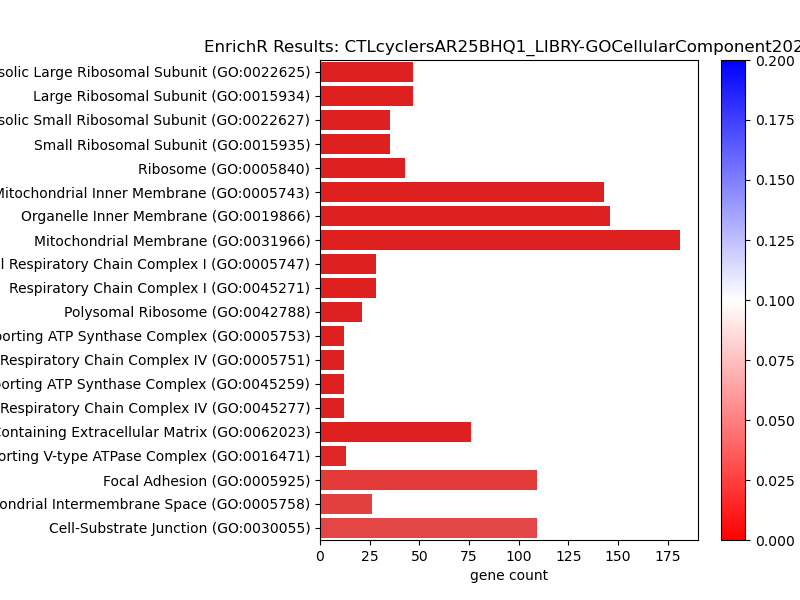 EnrichR Results: CTLcyclersAR25BHQ1_LIBRY-GOCellularComponent202
solic Large Ribosomal Subunit (GO:0022625)
Large Ribosomal Subunit (GO:0015934)
solic Small Ribosomal Subunit (GO:0022627)
Small Ribosomal Subunit (GO:0015935)
Ribosome (GO:0005840)
Mitochondrial Inner Membrane (GO:0005743)
Organelle Inner Membrane (GO:0019866)
Mitochondrial Membrane (GO:0031966)
l Respiratory Chain Complex I (GO:0005747)
Respiratory Chain Complex I (GO:0045271)
Polysomal Ribosome (GO:0042788)
porting ATP Synthase Complex (GO:0005753)
Respiratory Chain Complex IV (GO:0005751)
porting ATP Synthase Complex (GO:0045259)
Respiratory Chain Complex IV (GO:0045277)
Containing Extracellular Matrix (GO:0062023)
orting V-type ATPase Complex (GO:0016471)
Focal Adhesion (GO:0005925)
ondrial Intermembrane Space (GO:0005758)
Cell-Substrate Junction (GO:0030055)
0 25 50 75 100 125 150 175
gene count
0.200
0.175
0.150
0.125
0.100
0.075
0.050
0.025
0.000